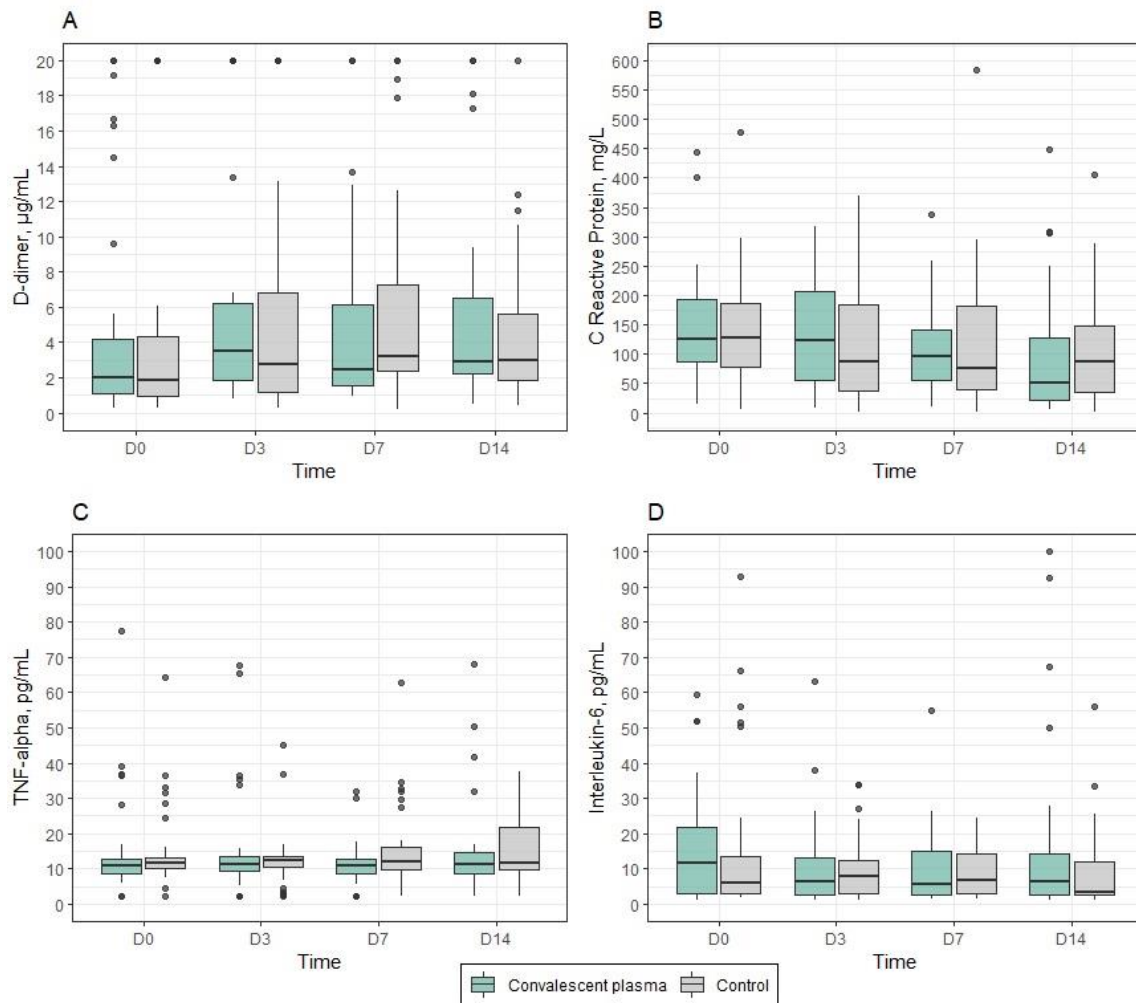 A
D-dimer, µg/mL
20
18
16
14
12
10
8
6
4
2
0
D0 D3 D7 D14
Time
B
C Reactive Protein, mg/L
600
550
500
450
400
350
300
250
200
150
100
50
0
D0 D3 D7 D14
Time
C
TNF-alpha, pg/mL
100
90
80
70
60
50
40
30
20
10
0
D0 D3 D7 D14
Time
D
Interleukin-6, pg/mL
100
90
80
70
60
50
40
30
20
10
0
D0 D3 D7 D14
Time
Convalescent plasma Control